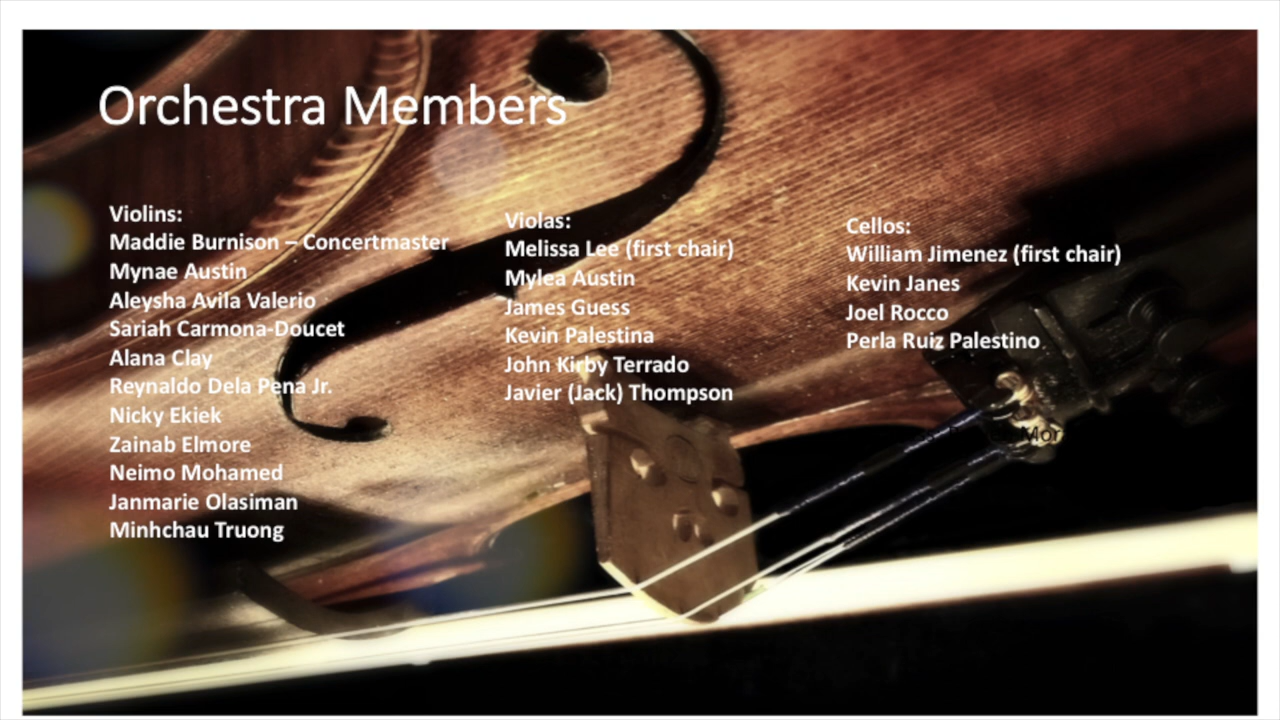 Orchestra Members
Violins:
Maddie Burnison – Concertmaster
Mynae Austin
Aleysha Avila Valerio
Sariah Carmona-Doucet
Alana Clay
Reynaldo Dela Pena Jr.
Nicky Ekiek
Zainab Elmore
Neimo Mohamed
Janmarie Olasiman
Minhchau Truong
Violas:
Melissa Lee (first chair)
Mylea Austin
James Guess
Kevin Palestina
John Kirby Terrado
Javier (Jack) Thompson
Cellos:
William Jimenez (first chair)
Kevin Janes
Joel Rocco
Perla Ruiz Palestino